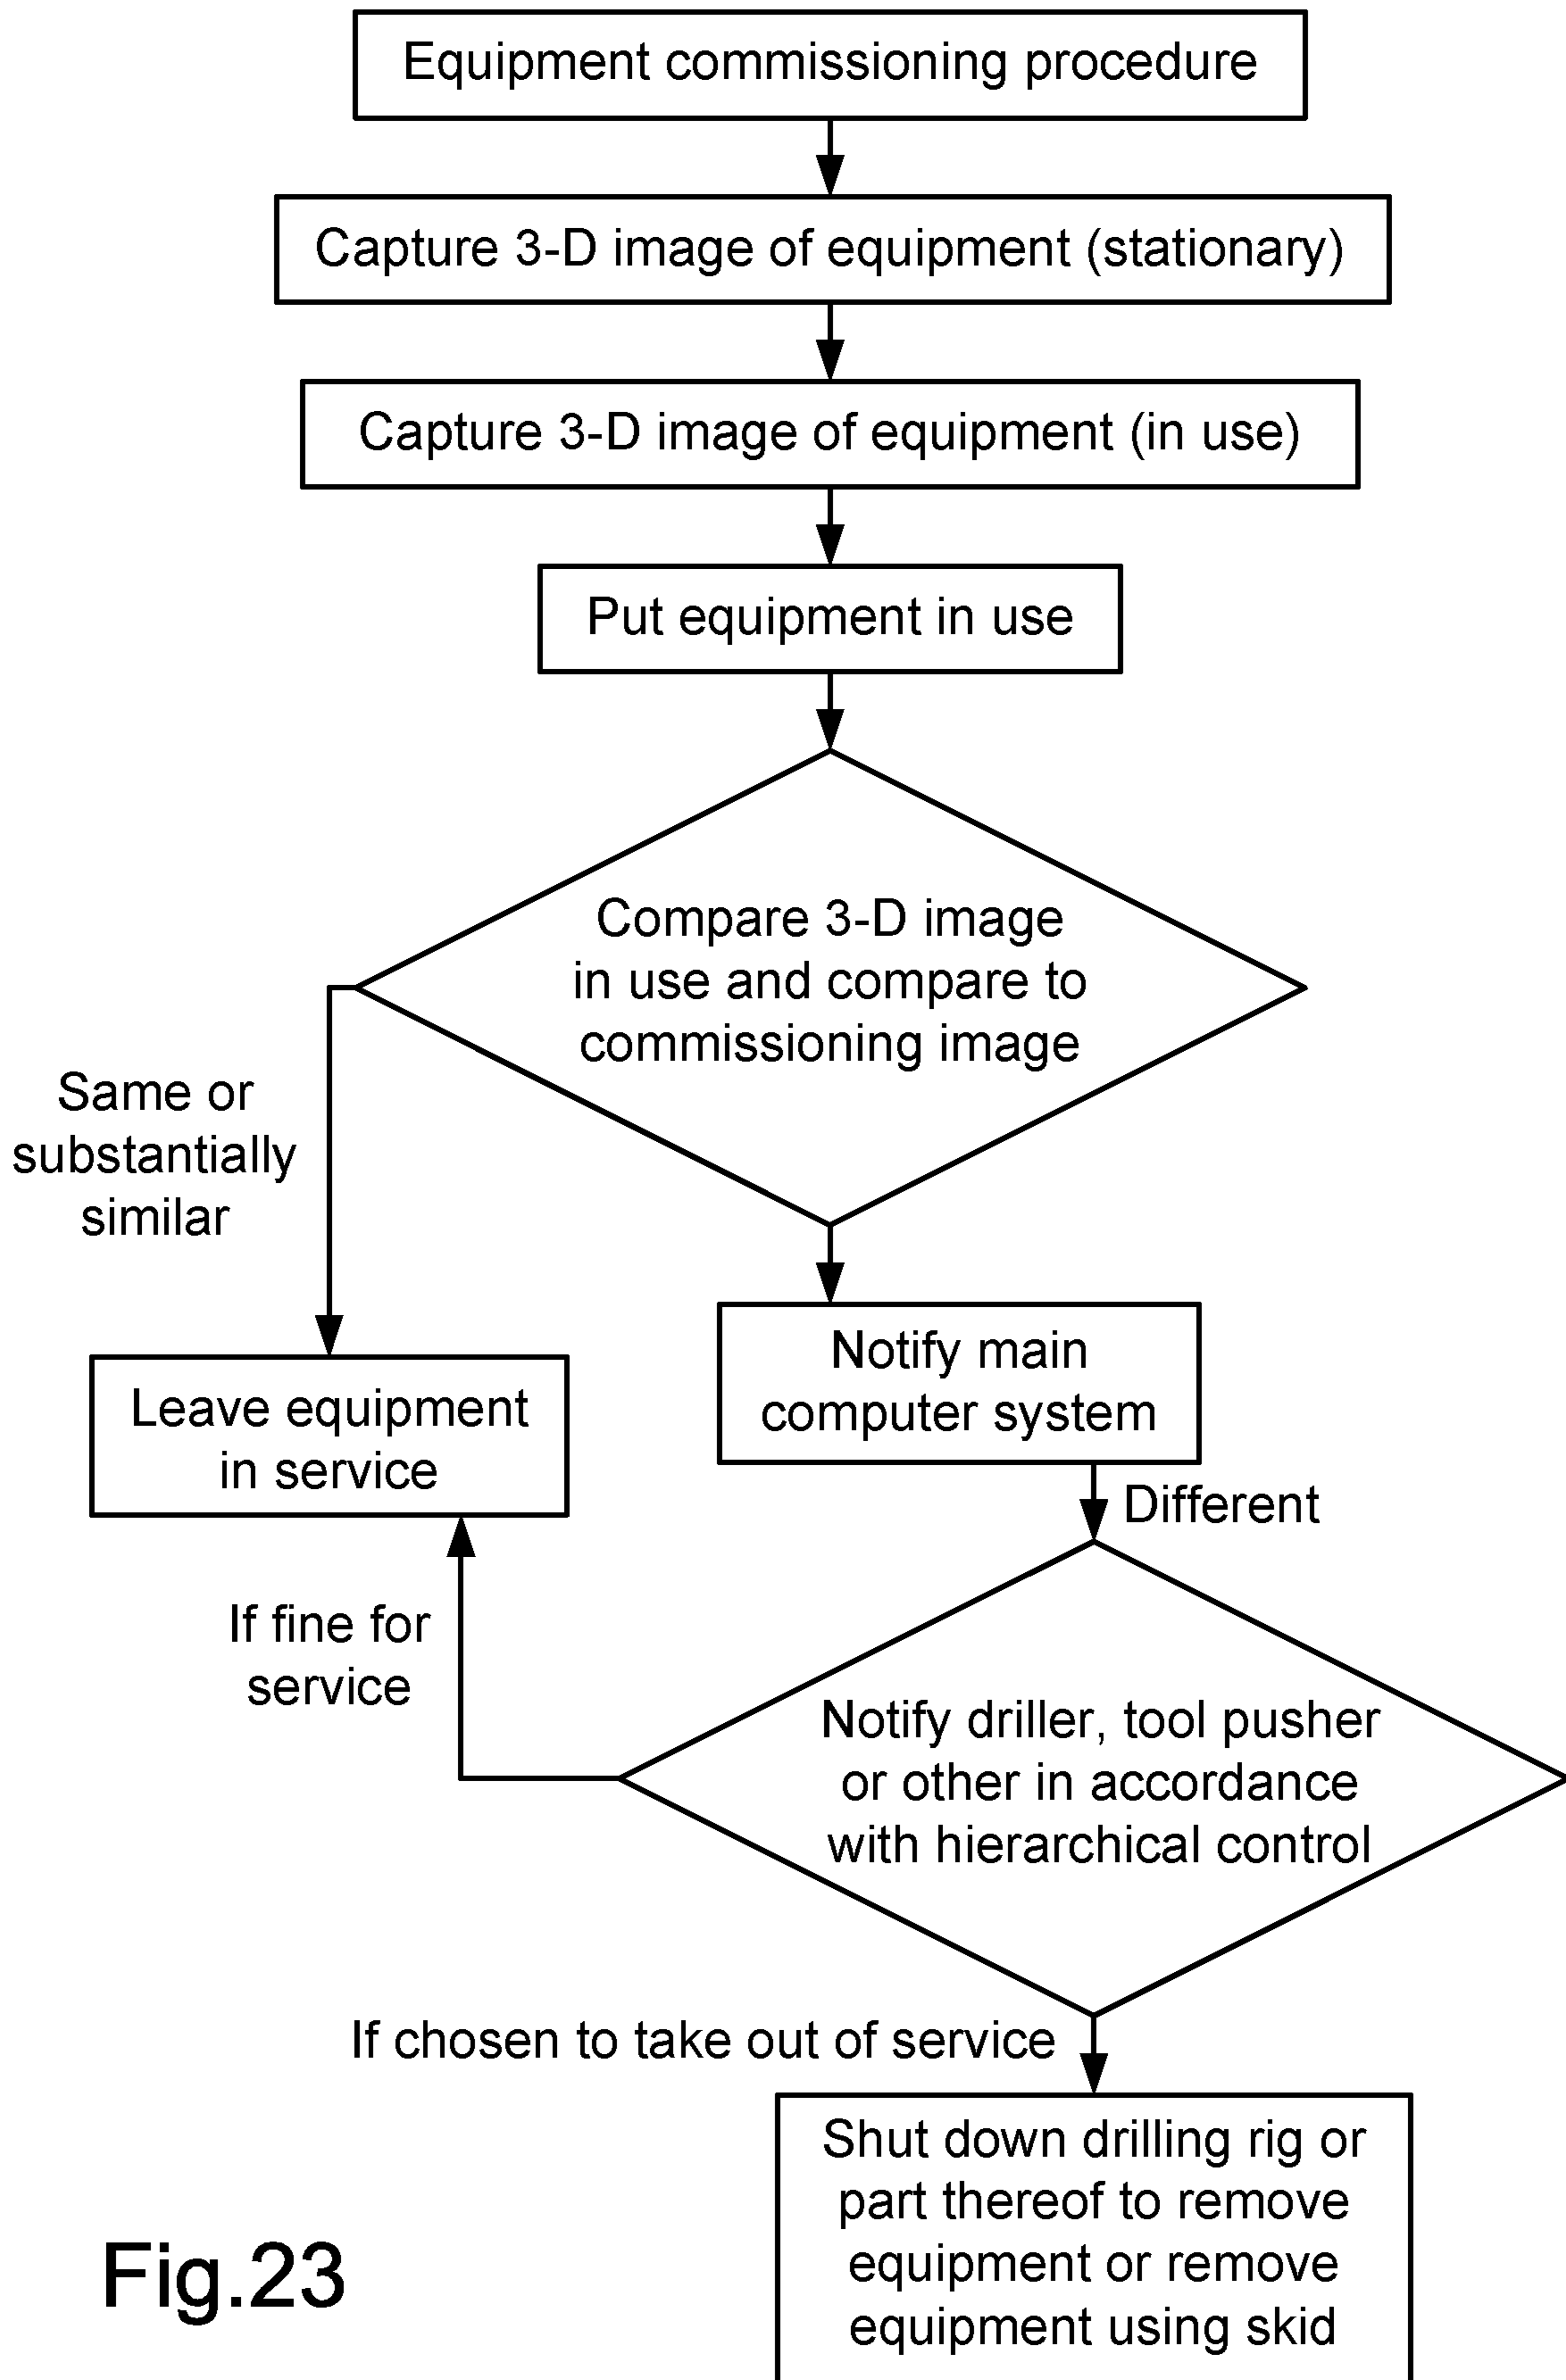 Equipment commissioning procedure
Capture 3-D image of equipment (stationary)
Capture 3-D image of equipment (in use)
Put equipment in use
Compare 3-D image
in use and compare to
commissioning image
Same or
substantially
similar
Notify main
computer system
Leave equipment
in service
Different
If fine for
service
Notify driller, tool pusher
or other in accordance
with hierarchical control
If chosen to take out of service
Shut down drilling rig or
part thereof to remove
equipment or remove
equipment using skid
Fig.23